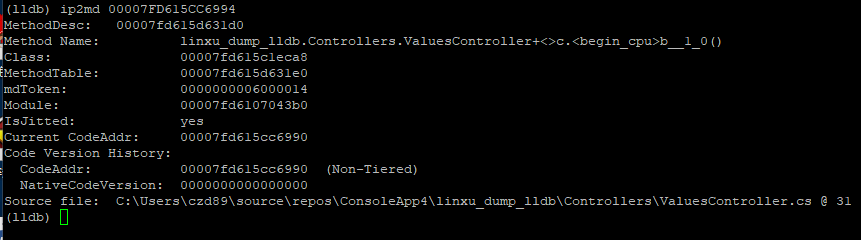 (lldb) ip2md 00007FD615CC6994
MethodDesc:   00007fd615d631d0
Method Name:          linxu_dump_lldb.Controllers.ValuesController+<>c.<begin_cpu>b__1_0()
Class:                00007fd615c1eca8
MethodTable:          00007fd615d631e0
mdToken:              0000000006000014
Module:               00007fd6107043b0
IsJitted:             yes
Current CodeAddr:     00007fd615cc6990
Code Version History:
  CodeAddr:           00007fd615cc6990  (Non-Tiered)
  NativeCodeVersion:  0000000000000000
Source file:  C:\Users\czd89\source\repos\ConsoleApp4\linxu_dump_lldb\Controllers\ValuesController.cs @ 31
(lldb)